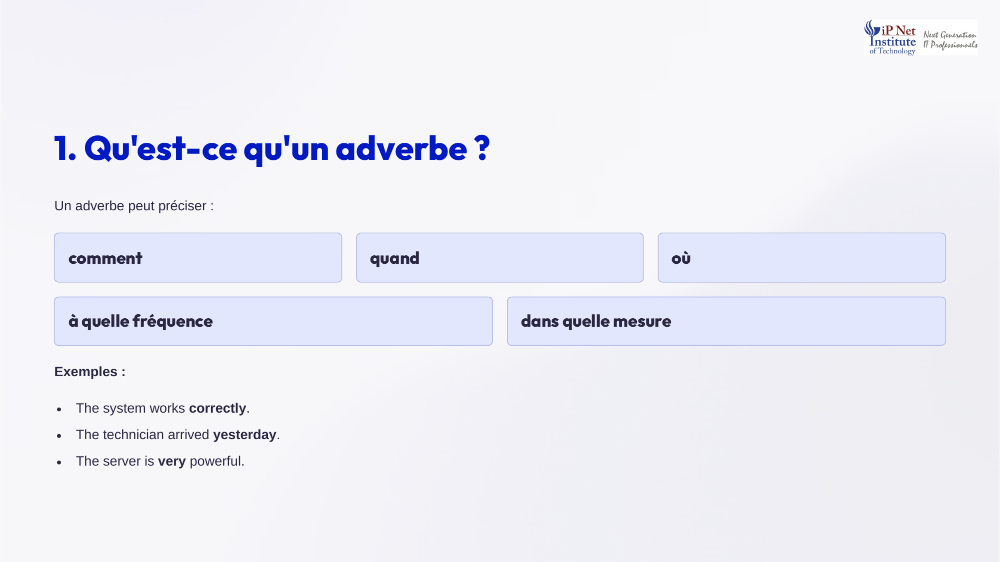 iP Net
Institute
of Technology
Next Generation
IT Professionnels
1. Qu'est-ce qu'un adverbe ?
Un adverbe peut préciser :
comment
quand
où
à quelle fréquence
dans quelle mesure
Exemples :
• The system works correctly.
• The technician arrived yesterday.
• The server is very powerful.